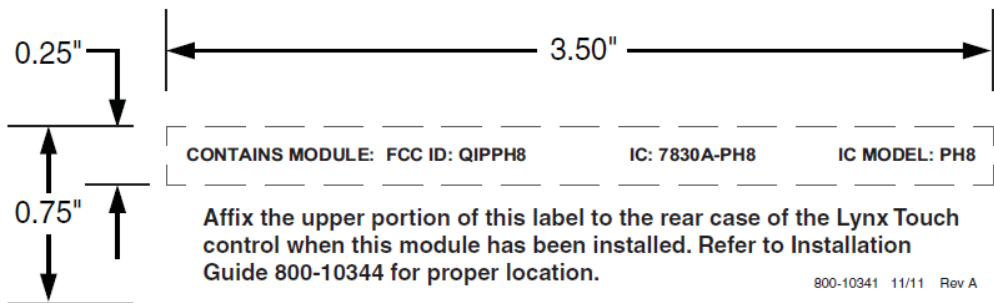 0.25"
3.50"
CONTAINS MODULE: FCC ID: QIPPH8 IC: 7830A-PH8 IC MODEL: PH8
0.75"
Affix the upper portion of this label to the rear case of the Lynx Touch
control when this module has been installed. Refer to Installation
Guide 800-10344 for proper location.
800-10341 11/11 Rev A